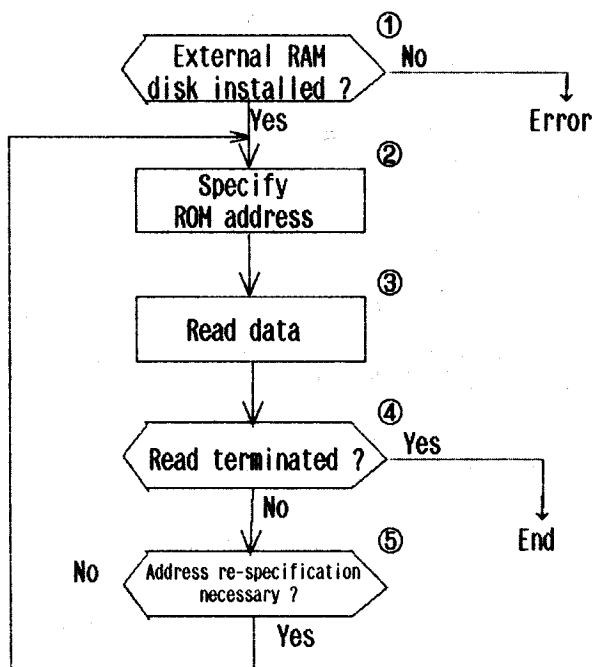 ①
External RAM
disk installed ?
No
Error
Yes
②
Specify
ROM address
③
Read data
④
Read terminated ?
Yes
End
No
⑤
No
Address re-specification
necessary ?
Yes